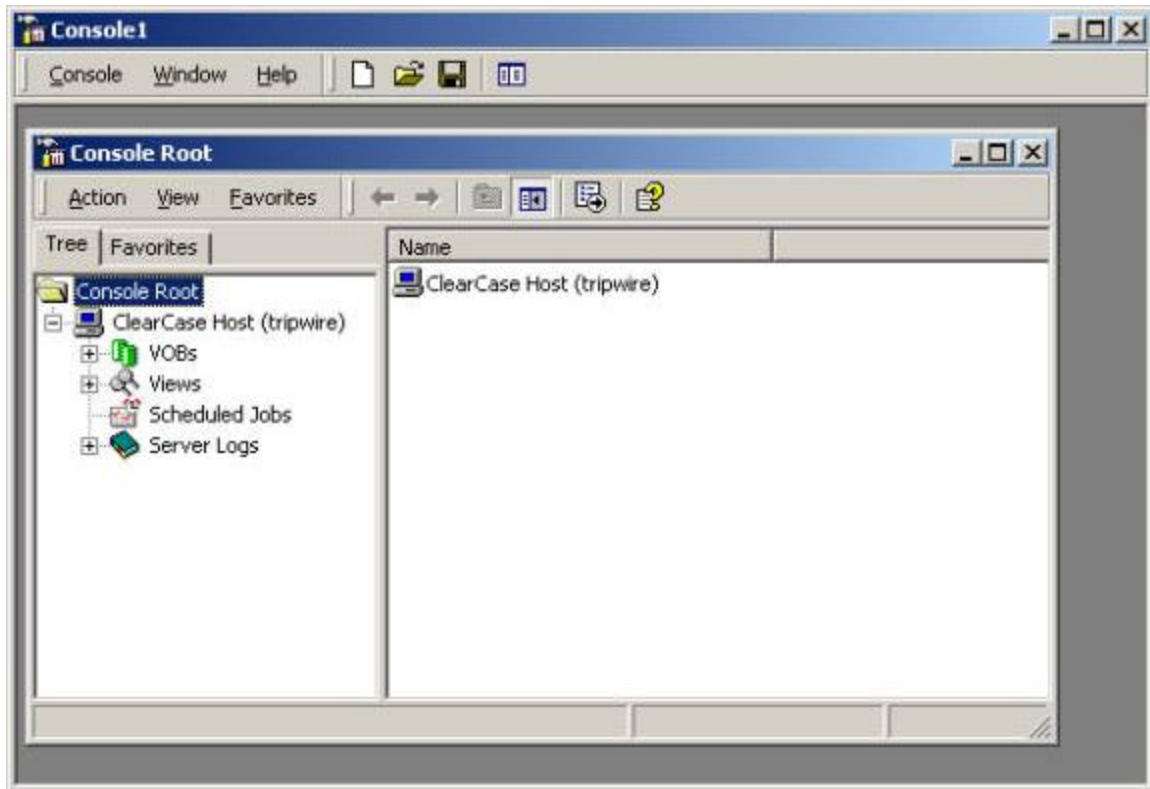 Console1
Console Window Help
Console Root
Action View Favorites
Tree Favorites
Name
Console Root
ClearCase Host (tripwire)
VOBs
Views
Scheduled Jobs
Server Logs
ClearCase Host (tripwire)